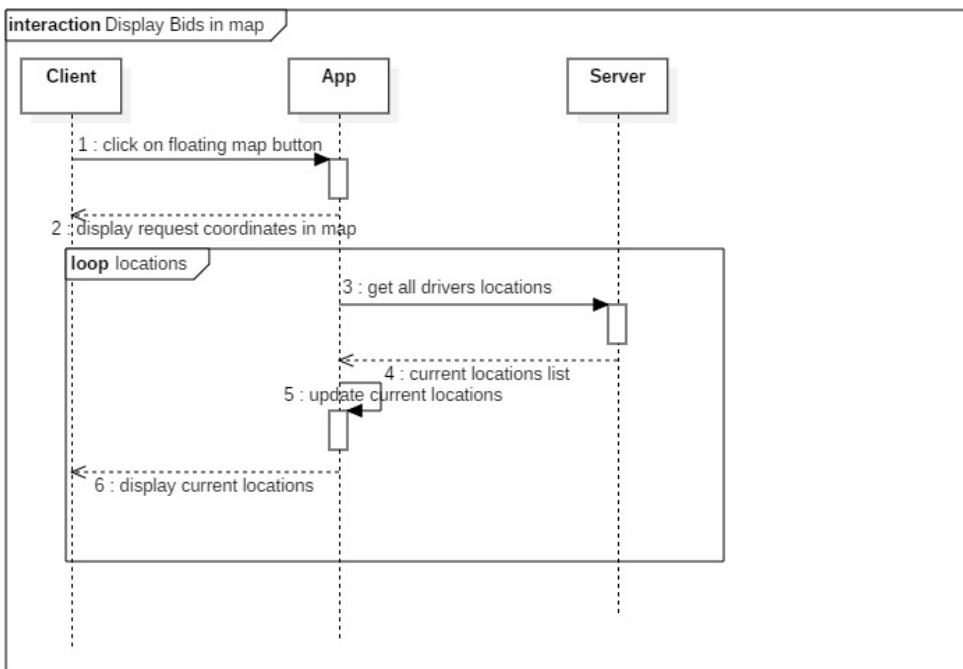 interaction Display Bids in map
Client
App
Server
1 : click on floating map button
2 : display request coordinates in map
loop locations
3 : get all drivers locations
4 : current locations list
5 : update current locations
6 : display current locations